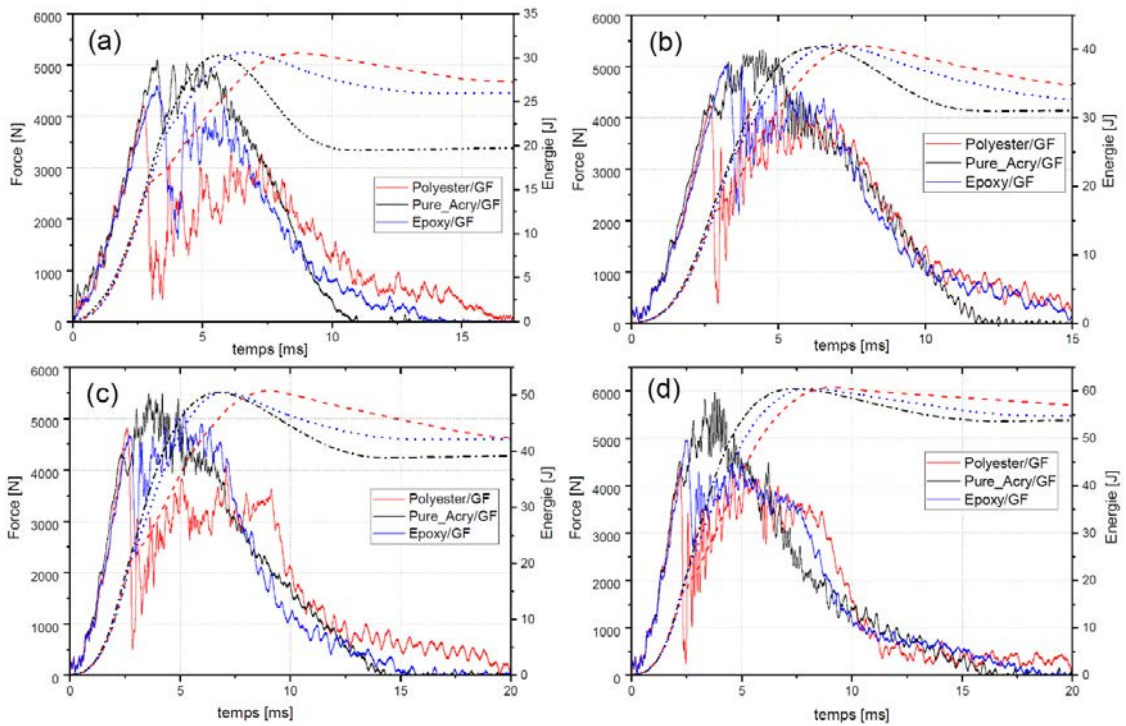 (a)
Force [N]
6000
5000
4000
3000
2000
1000
0
Energie [J]
35
30
25
20
15
10
5
0
Polyester/GF
Pure_Acry/GF
Epoxy/GF
0 5 10 15
temps [ms]
(b)
Force [N]
6000
5000
4000
3000
2000
1000
0
Energie [J]
50
40
30
20
10
0
Polyester/GF
Pure_Acry/GF
Epoxy/GF
0 5 10 15
temps [ms]
(c)
Force [N]
6000
5000
4000
3000
2000
1000
0
Energie [J]
50
40
30
20
10
0
Polyester/GF
Pure_Acry/GF
Epoxy/GF
0 5 10 15 20
temps [ms]
(d)
Force [N]
6000
5000
4000
3000
2000
1000
0
Energie [J]
60
50
40
30
20
10
0
Polyester/GF
Pure_Acry/GF
Epoxy/GF
0 5 10 15 20
temps [ms]